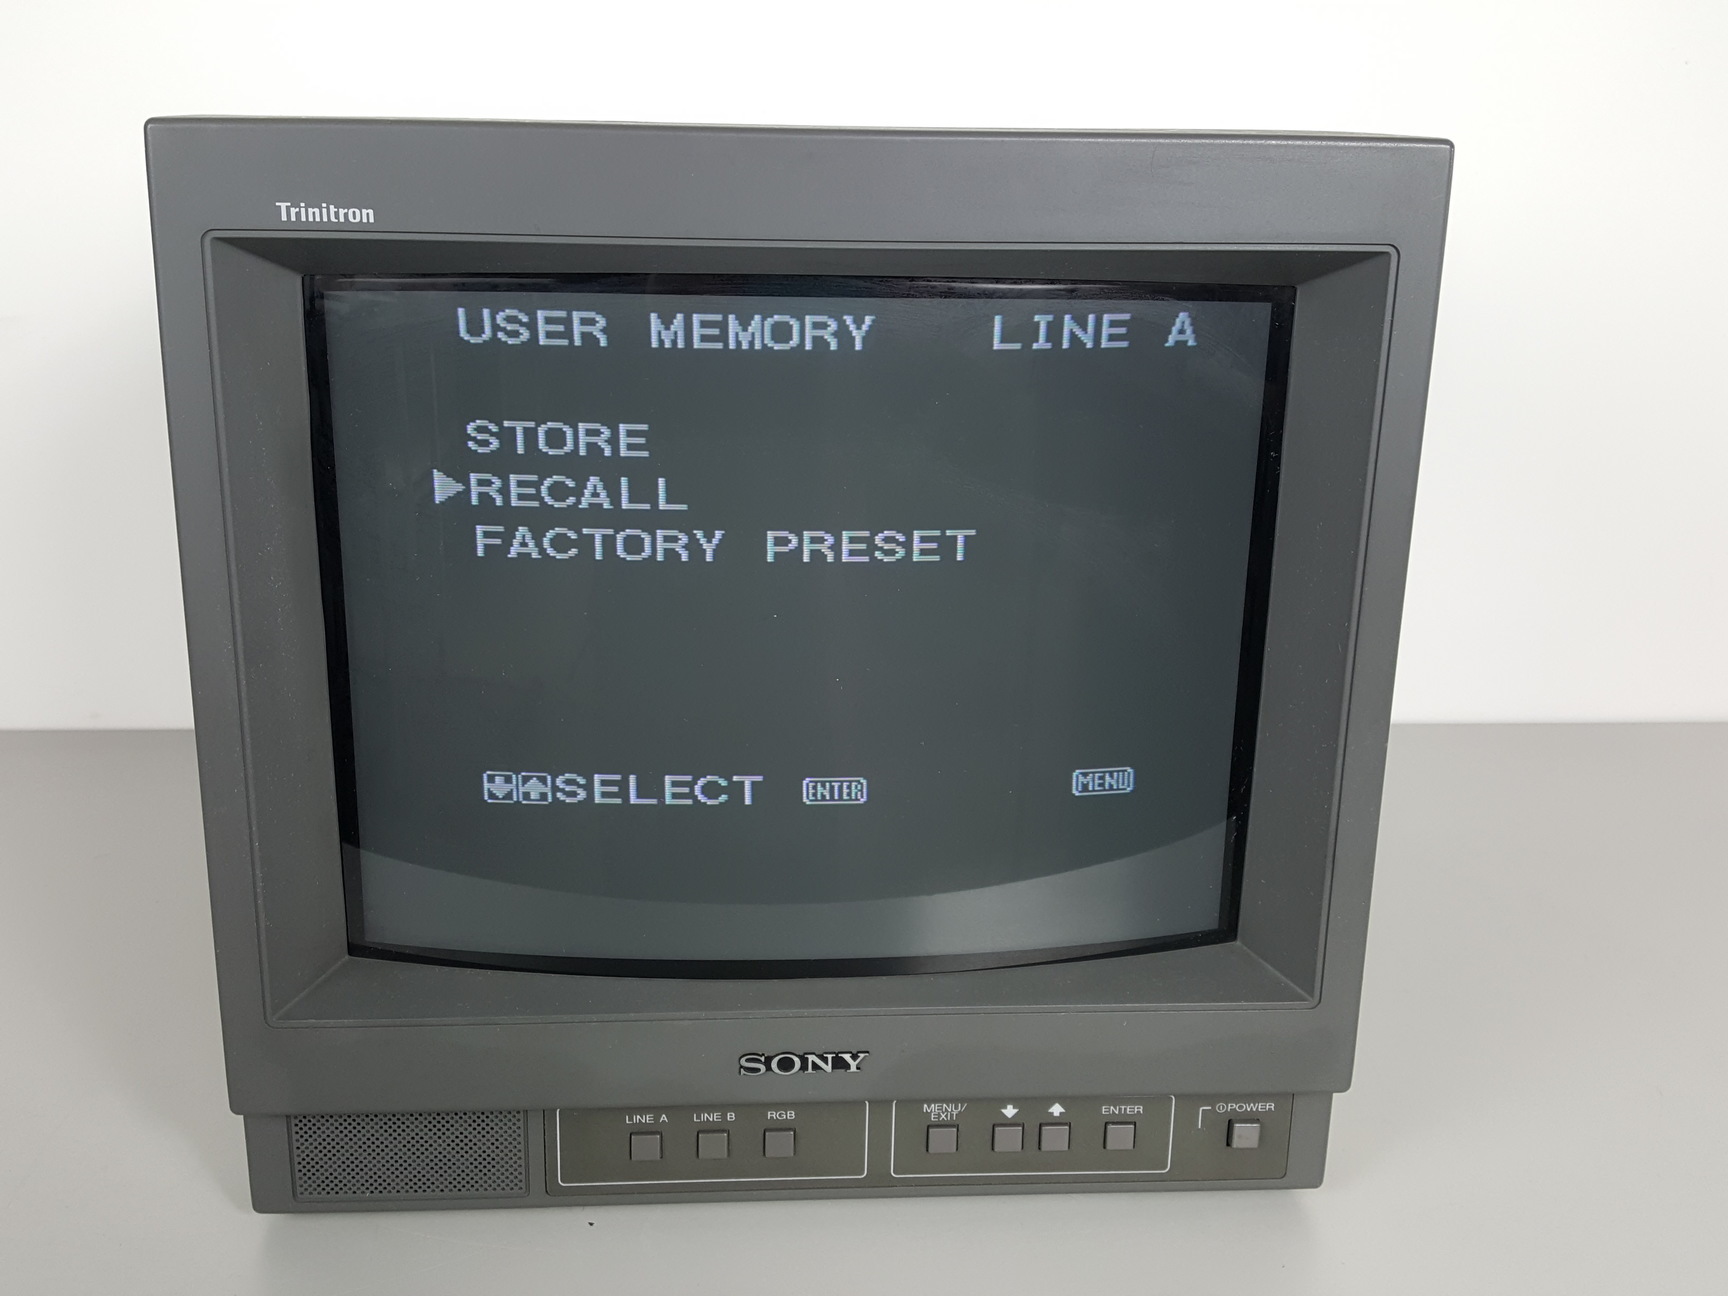 Trinitron
USER MEMORY LINE A
STORE
▶RECALL
FACTORY PRESET
⬇⬆SELECT ENTER MENU
SONY
LINE A LINE B RGB MENU/EXIT ⬇ ⬆ ENTER POWER